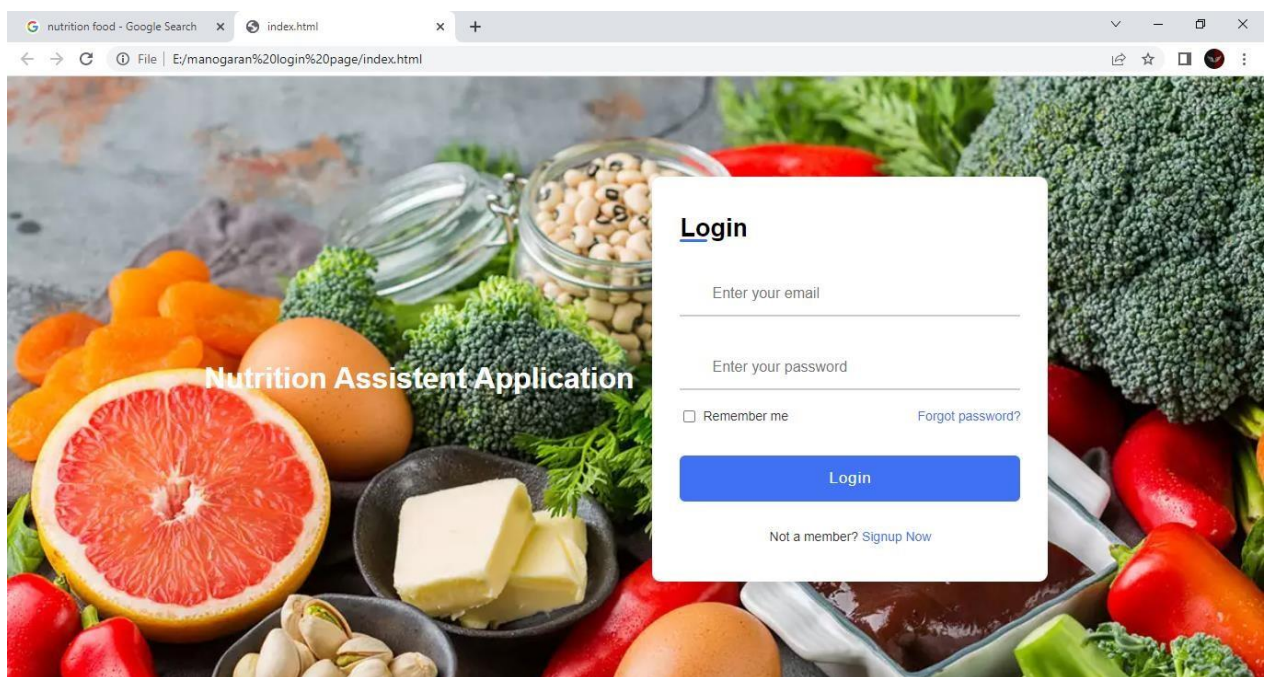 nutrition food - Google Search
index.html
File | E:/manogaran%20login%20page/index.html
Nutrition Assistent Application
Login
Enter your email
Enter your password
Remember me
Forgot password?
Login
Not a member? Signup Now